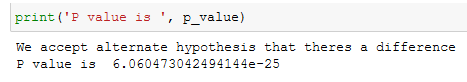 print('P value is ', p_value)
We accept alternate hypothesis that theres a difference
P value is  6.060473042494144e-25